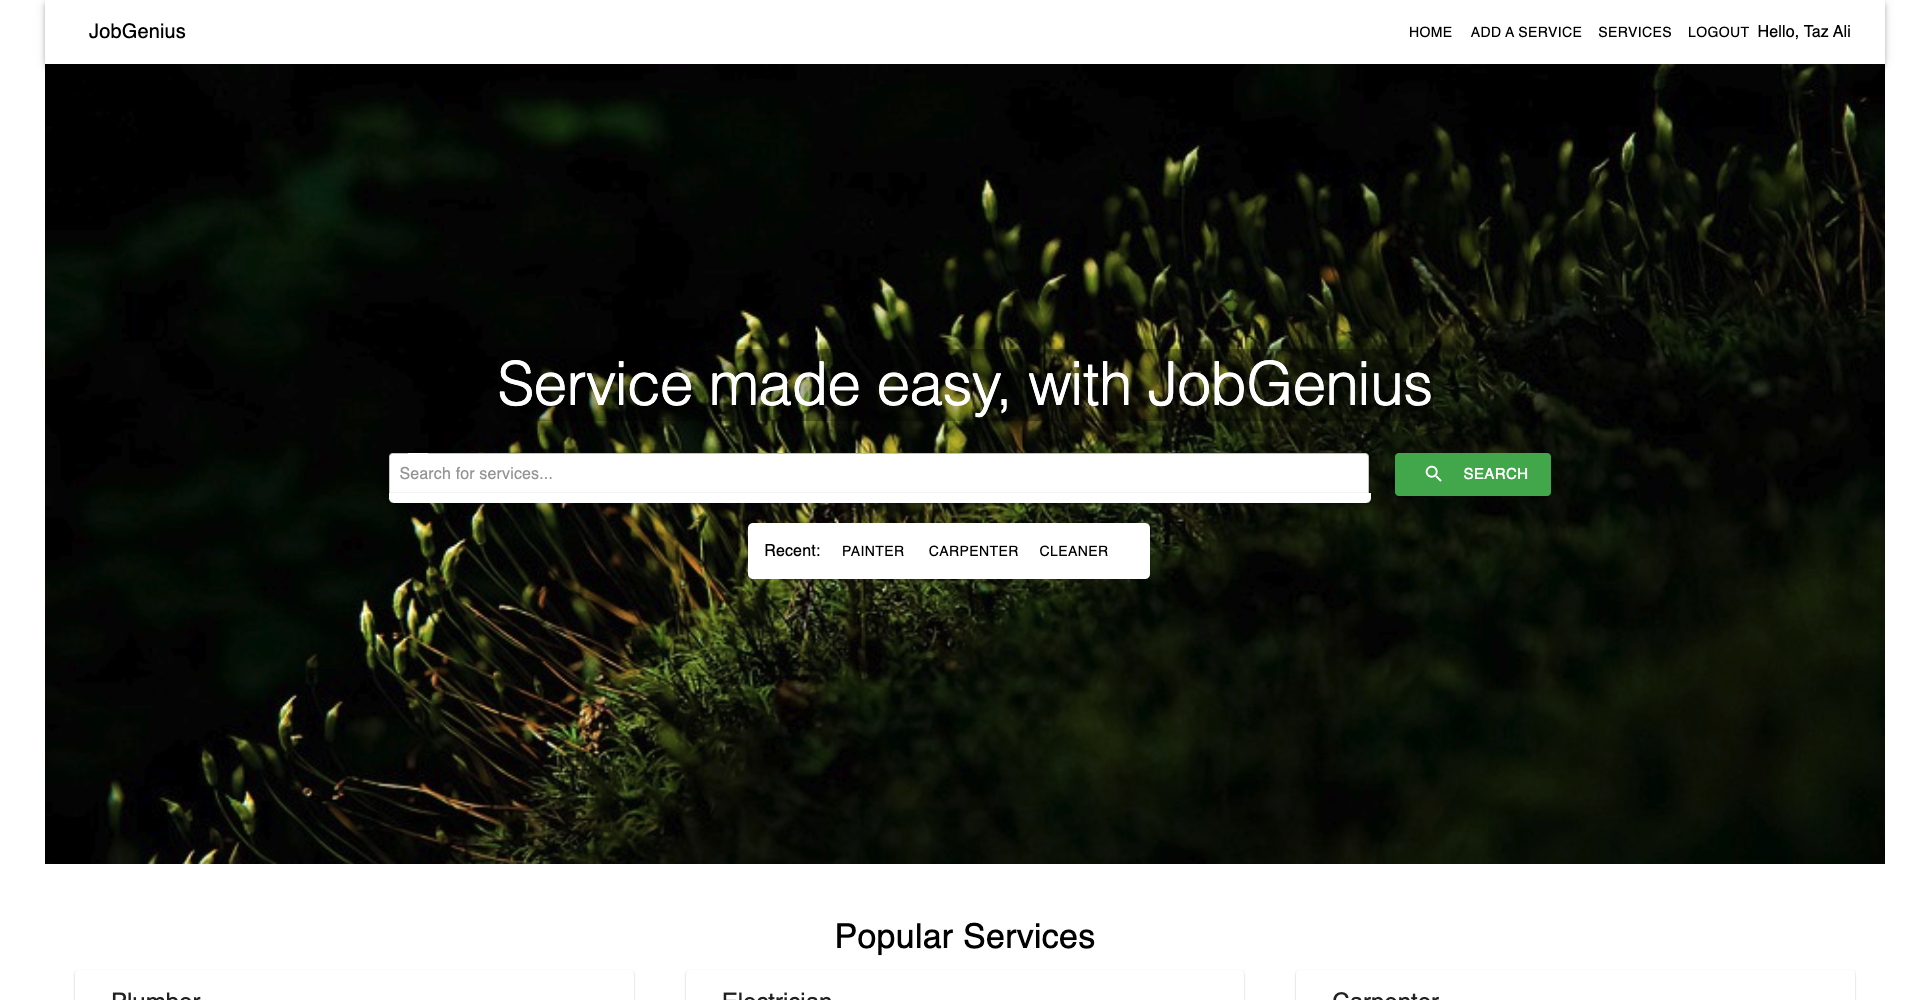 JobGenius
HOME ADD A SERVICE SERVICES LOGOUT Hello, Taz Ali
Service made easy, with JobGenius
Search for services...
SEARCH
Recent: PAINTER CARPENTER CLEANER
Popular Services
Plumber Electrician Carpenter